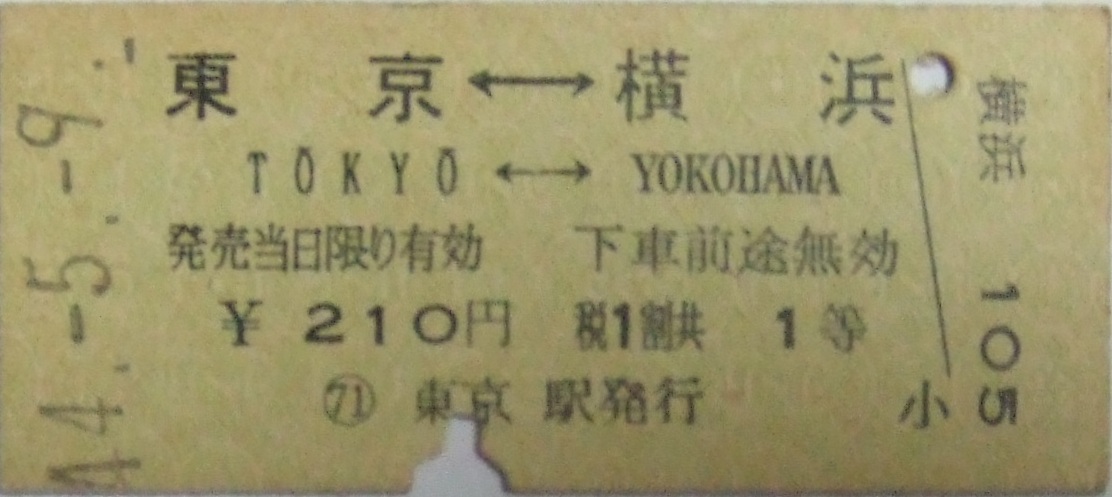 東京↔横浜
TŌKYŌ↔YOKOHAMA
発売当日限り有効 下車前途無効
￥210円 税1割共 1等
㉛ 東京駅発行
小
横浜 105
44.-5.-9